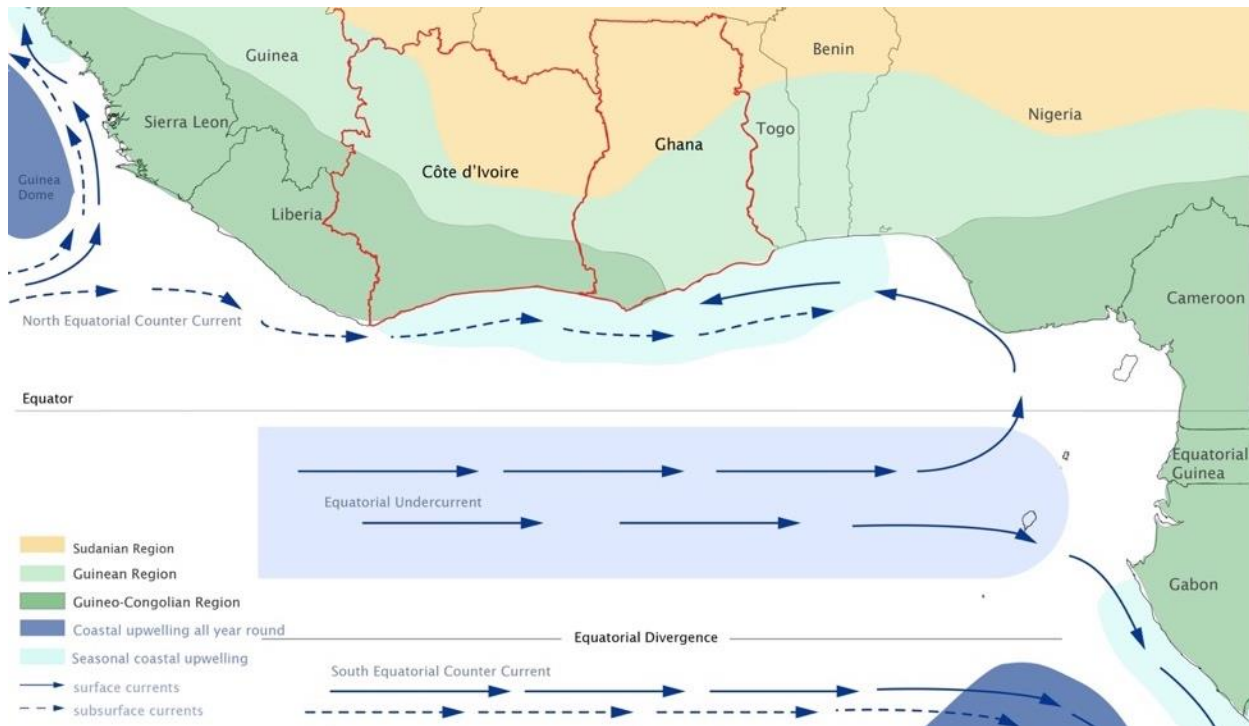 Guinea
Benin
Nigeria
Sierra Leon
Togo
Ghana
Côte d'Ivoire
Guinea
Dome
Liberia
Cameroon
North Equatorial Counter Current
Equator
Equatorial
Guinea
Equatorial Undercurrent
Gabon
Sudanian Region
Guinean Region
Guineo-Congolian Region
Coastal upwelling all year round
Seasonal coastal upwelling
surface currents
subsurface currents
Equatorial Divergence
South Equatorial Counter Current